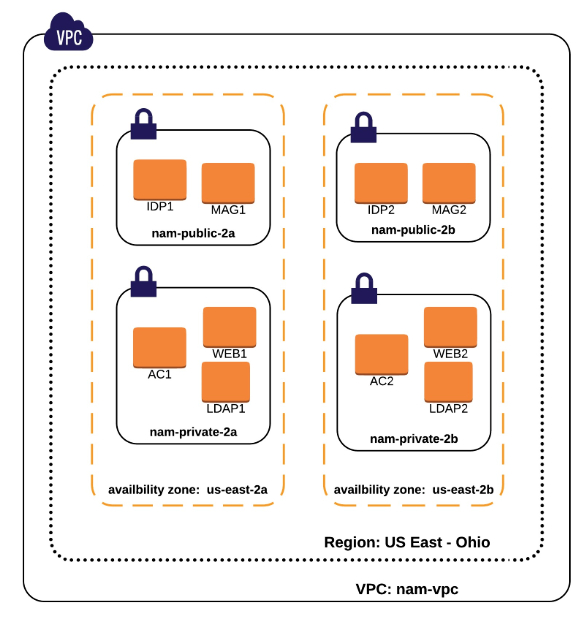 VPC
IDP1
MAG1
nam-public-2a
IDP2
MAG2
nam-public-2b
WEB1
AC1
LDAP1
nam-private-2a
WEB2
AC2
LDAP2
nam-private-2b
availbility zone: us-east-2a
availbility zone: us-east-2b
Region: US East - Ohio
VPC: nam-vpc